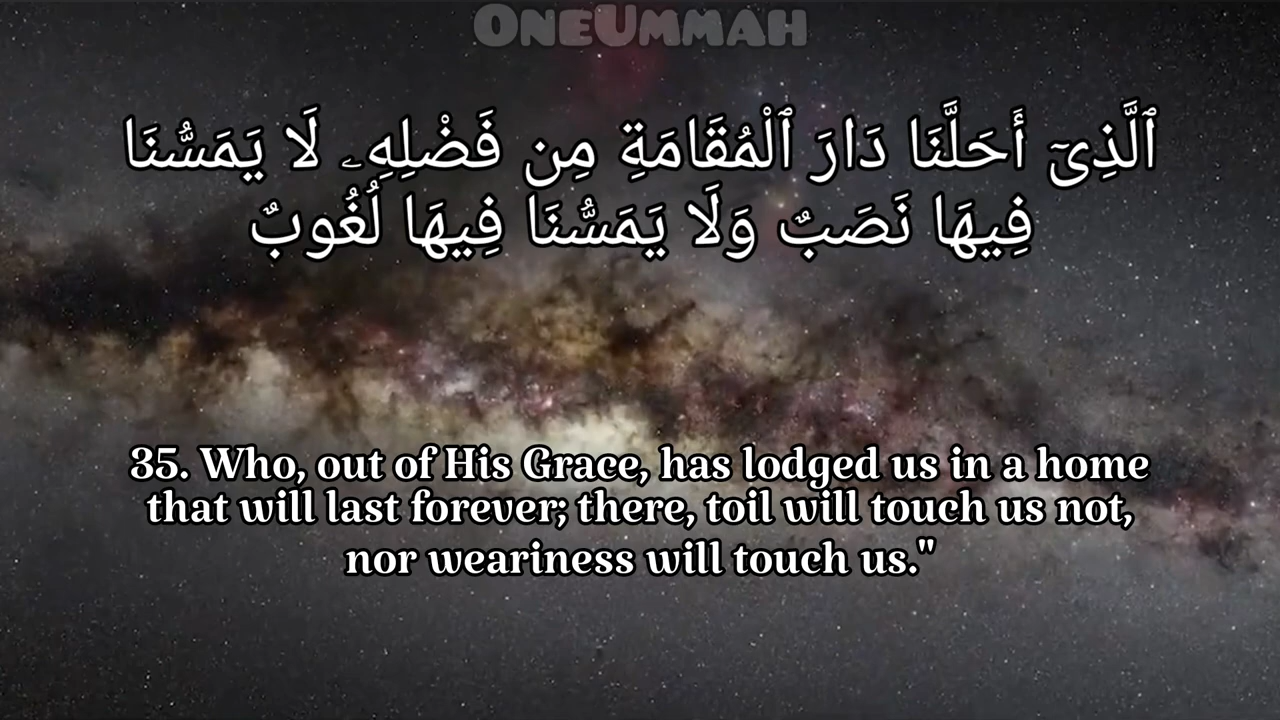 OneUmmah
ٱلَّذِىٓ أَحَلَّنَا دَارَ ٱلْمُقَامَةِ مِن فَضْلِهِۦ لَا يَمَسُّنَا
فِيهَا نَصَبٌ وَلَا يَمَسُّنَا فِيهَا لُغُوبٌ
35. Who, out of His Grace, has lodged us in a home
that will last forever; there, toil will touch us not,
nor weariness will touch us."